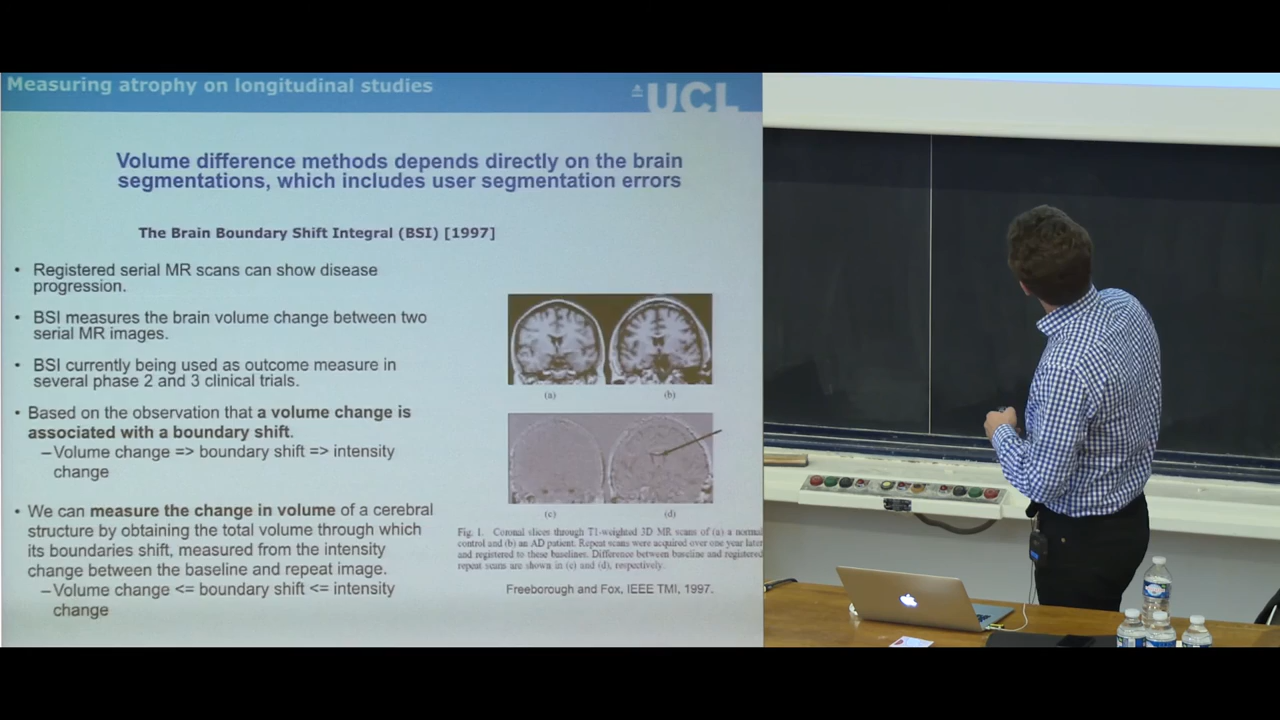 Measuring atrophy on longitudinal studies
UCL
Volume difference methods depends directly on the brain
segmentations, which includes user segmentation errors
The Brain Boundary Shift Integral (BSI) [1997]
• Registered serial MR scans can show disease
progression.
• BSI measures the brain volume change between two
serial MR images.
• BSI currently being used as outcome measure in
several phase 2 and 3 clinical trials.
• Based on the observation that a volume change is
associated with a boundary shift.
– Volume change => boundary shift => intensity
change
• We can measure the change in volume of a cerebral
structure by obtaining the total volume through which
its boundaries shift, measured from the intensity
change between the baseline and repeat image.
– Volume change <= boundary shift <= intensity
change
(a) (b)
(c) (d)
Fig. 1. Coronal slices through T1-weighted 3D MR scans of (a) a normal
control and (b) an AD patient. Repeat scans were acquired over one year later
and registered to these baselines. Difference between baseline and registered
repeat scans are shown in (c) and (d), respectively.
Freeborough and Fox, IEEE TMI, 1997.